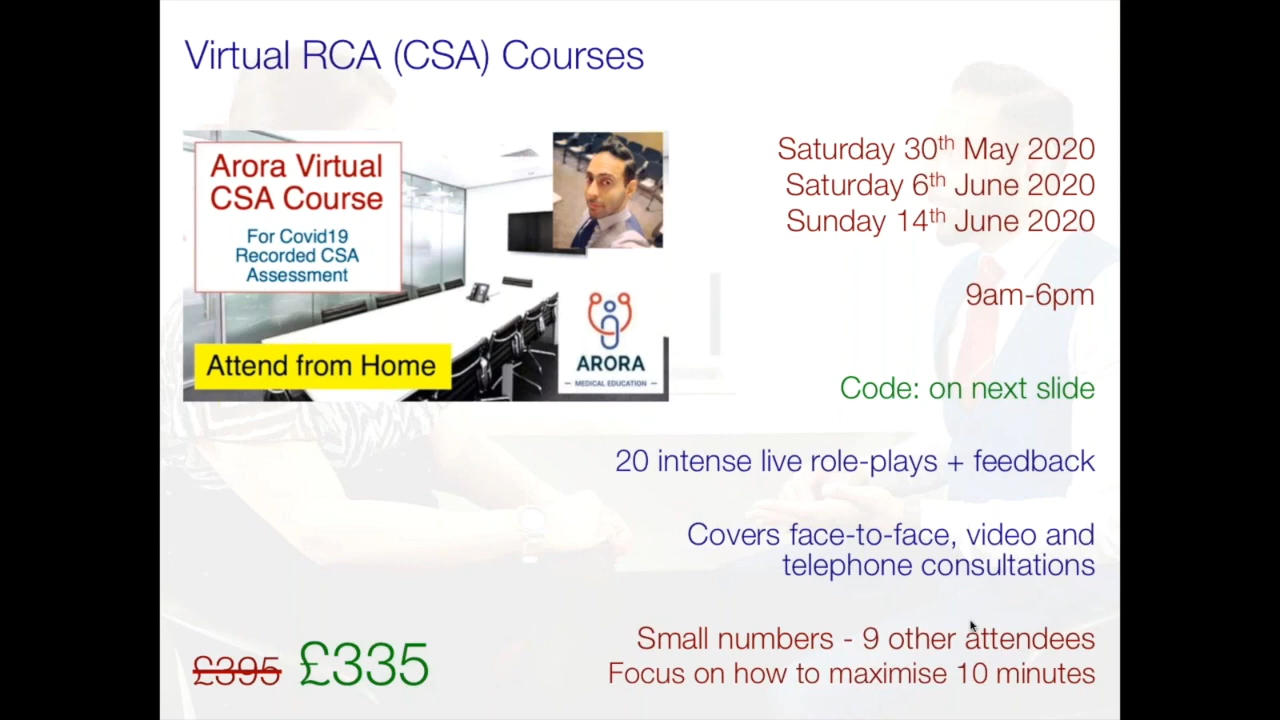 Virtual RCA (CSA) Courses
Arora Virtual
CSA Course
For Covid19
Recorded CSA
Assessment
Attend from Home
ARORA
MEDICAL EDUCATION
Saturday 30th May 2020
Saturday 6th June 2020
Sunday 14th June 2020
9am-6pm
Code: on next slide
20 intense live role-plays + feedback
Covers face-to-face, video and
telephone consultations
£395 £335
Small numbers - 9 other attendees
Focus on how to maximise 10 minutes